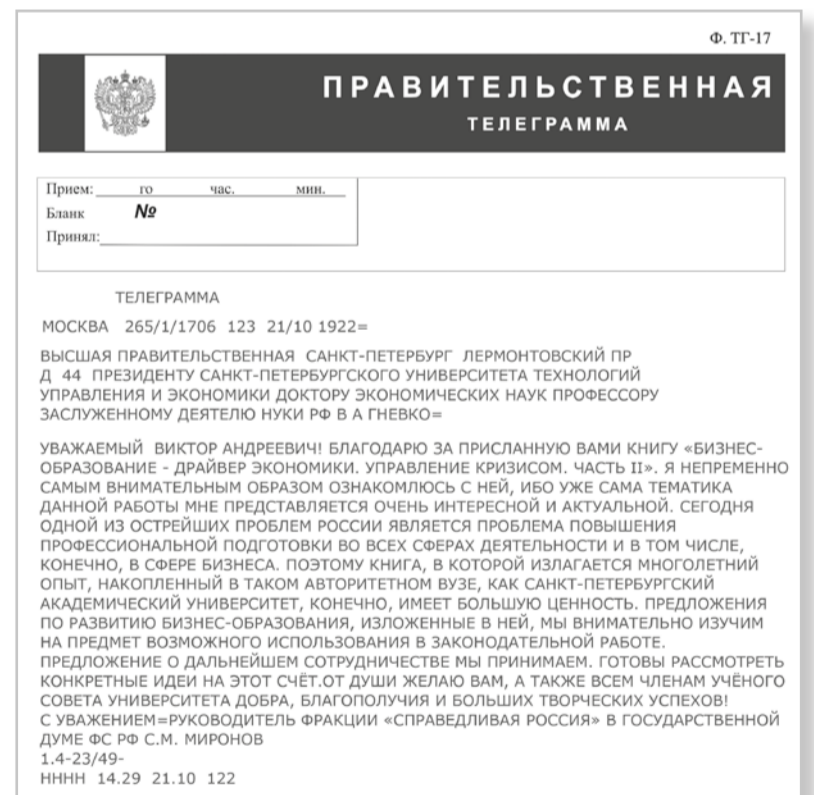 Ф. ТГ-17
ПРАВИТЕЛЬСТВЕННАЯ
ТЕЛЕГРАММА
Прием: го час. мин.
Бланк №
Принял:
ТЕЛЕГРАММА
МОСКВА 265/1/1706 123 21/10 1922=
ВЫСШАЯ ПРАВИТЕЛЬСТВЕННАЯ САНКТ-ПЕТЕРБУРГ ЛЕРМОНТОВСКИЙ ПР
Д 44 ПРЕЗИДЕНТУ САНКТ-ПЕТЕРБУРГСКОГО УНИВЕРСИТЕТА ТЕХНОЛОГИЙ
УПРАВЛЕНИЯ И ЭКОНОМИКИ ДОКТОРУ ЭКОНОМИЧЕСКИХ НАУК ПРОФЕССОРУ
ЗАСЛУЖЕННОМУ ДЕЯТЕЛЮ НУКИ РФ В А ГНЕВКО=
УВАЖАЕМЫЙ ВИКТОР АНДРЕЕВИЧ! БЛАГОДАРЮ ЗА ПРИСЛАННУЮ ВАМИ КНИГУ «БИЗНЕС-
ОБРАЗОВАНИЕ - ДРАЙВЕР ЭКОНОМИКИ. УПРАВЛЕНИЕ КРИЗИСОМ. ЧАСТЬ II». Я НЕПРЕМЕННО
САМЫМ ВНИМАТЕЛЬНЫМ ОБРАЗОМ ОЗНАКОМЛЮСЬ С НЕЙ, ИБО УЖЕ САМА ТЕМАТИКА
ДАННОЙ РАБОТЫ МНЕ ПРЕДСТАВЛЯЕТСЯ ОЧЕНЬ ИНТЕРЕСНОЙ И АКТУАЛЬНОЙ. СЕГОДНЯ
ОДНОЙ ИЗ ОСТРЕЙШИХ ПРОБЛЕМ РОССИИ ЯВЛЯЕТСЯ ПРОБЛЕМА ПОВЫШЕНИЯ
ПРОФЕССИОНАЛЬНОЙ ПОДГОТОВКИ ВО ВСЕХ СФЕРАХ ДЕЯТЕЛЬНОСТИ И В ТОМ ЧИСЛЕ,
КОНЕЧНО, В СФЕРЕ БИЗНЕСА. ПОЭТОМУ КНИГА, В КОТОРОЙ ИЗЛАГАЕТСЯ МНОГОЛЕТНИЙ
ОПЫТ, НАКОПЛЕННЫЙ В ТАКОМ АВТОРИТЕТНОМ ВУЗЕ, КАК САНКТ-ПЕТЕРБУРГСКИЙ
АКАДЕМИЧЕСКИЙ УНИВЕРСИТЕТ, КОНЕЧНО, ИМЕЕТ БОЛЬШУЮ ЦЕННОСТЬ. ПРЕДЛОЖЕНИЯ
ПО РАЗВИТИЮ БИЗНЕС-ОБРАЗОВАНИЯ, ИЗЛОЖЕННЫЕ В НЕЙ, МЫ ВНИМАТЕЛЬНО ИЗУЧИМ
НА ПРЕДМЕТ ВОЗМОЖНОГО ИСПОЛЬЗОВАНИЯ В ЗАКОНОДАТЕЛЬНОЙ РАБОТЕ.
ПРЕДЛОЖЕНИЕ О ДАЛЬНЕЙШЕМ СОТРУДНИЧЕСТВЕ МЫ ПРИНИМАЕМ. ГОТОВЫ РАССМОТРЕТЬ
КОНКРЕТНЫЕ ИДЕИ НА ЭТОТ СЧЁТ.ОТ ДУШИ ЖЕЛАЮ ВАМ, А ТАКЖЕ ВСЕМ ЧЛЕНАМ УЧЁНОГО
СОВЕТА УНИВЕРСИТЕТА ДОБРА, БЛАГОПОЛУЧИЯ И БОЛЬШИХ ТВОРЧЕСКИХ УСПЕХОВ!
С УВАЖЕНИЕМ=РУКОВОДИТЕЛЬ ФРАКЦИИ «СПРАВЕДЛИВАЯ РОССИЯ» В ГОСУДАРСТВЕННОЙ
ДУМЕ ФС РФ С.М. МИРОНОВ
1.4-23/49-
НННН 14.29 21.10 122